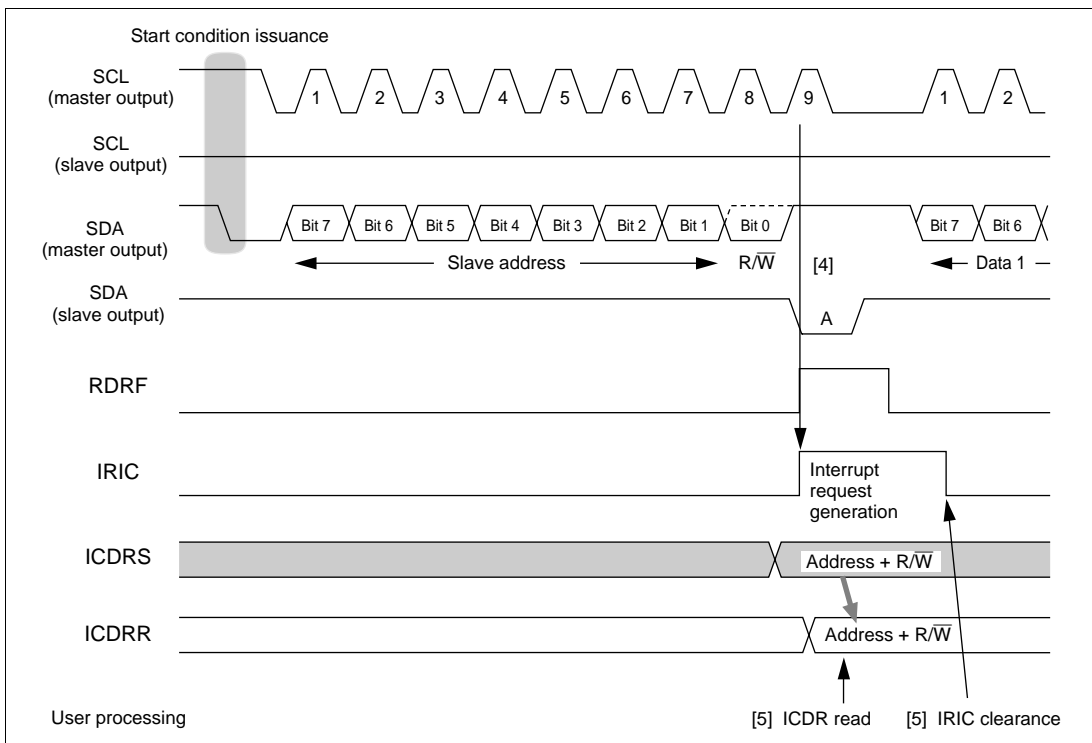 Start condition issuance
SCL
(master output)
1 2 3 4 5 6 7 8 9 1 2
SCL
(slave output)
SDA
(master output)
Bit 7 Bit 6 Bit 5 Bit 4 Bit 3 Bit 2 Bit 1 Bit 0 Bit 7 Bit 6
Slave address R/W̅ [4] Data 1
SDA
(slave output)
A
RDRF
IRIC
Interrupt
request
generation
ICDRS
Address + R/W̅
ICDRR
Address + R/W̅
User processing
[5] ICDR read
[5] IRIC clearance